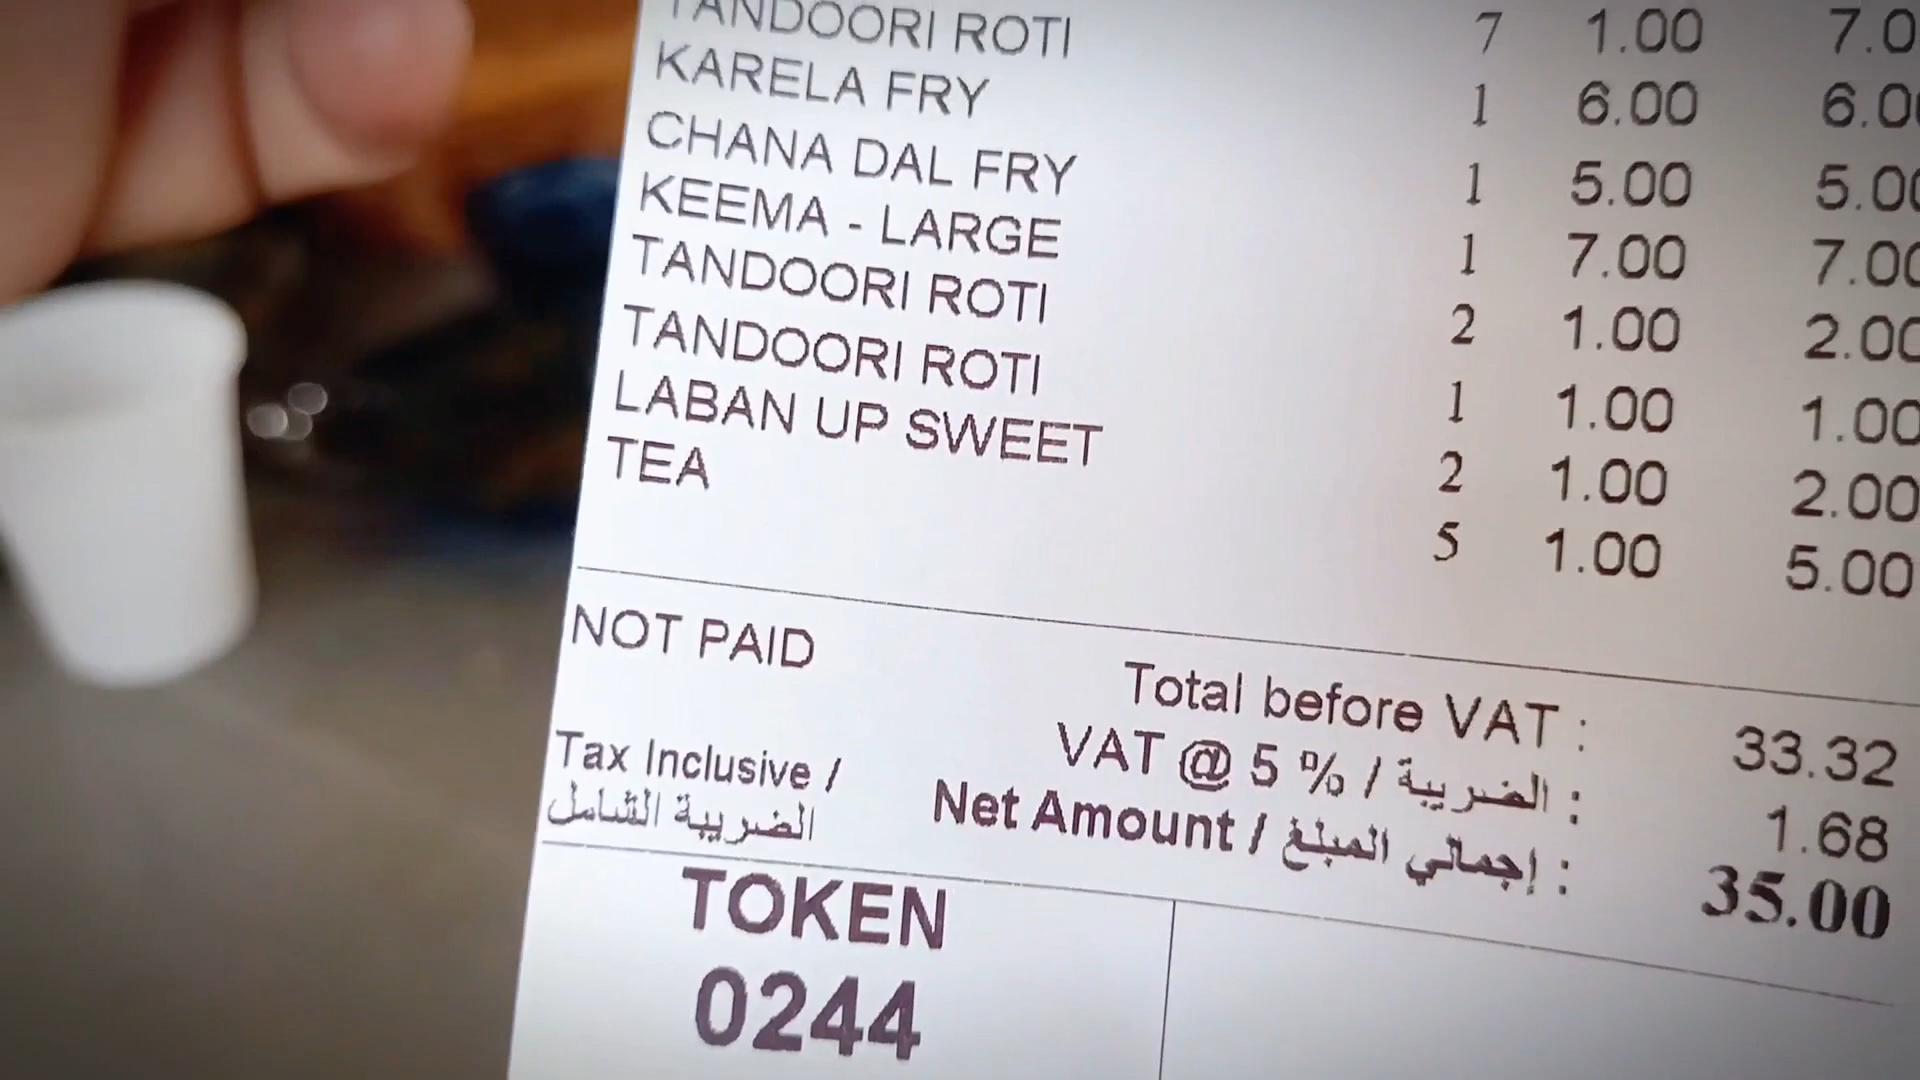 TANDOORI ROTI 7 1.00 7.0
KARELA FRY 1 6.00 6.00
CHANA DAL FRY 1 5.00 5.00
KEEMA - LARGE 1 7.00 7.00
TANDOORI ROTI 2 1.00 2.00
TANDOORI ROTI 1 1.00 1.00
LABAN UP SWEET 2 1.00 2.00
TEA 5 1.00 5.00
NOT PAID
Total before VAT : 33.32
VAT @ 5 % / الضريبة : 1.68
Net Amount / إجمالي المبلغ : 35.00
Tax Inclusive /
الضريبة الشامل
TOKEN
0244